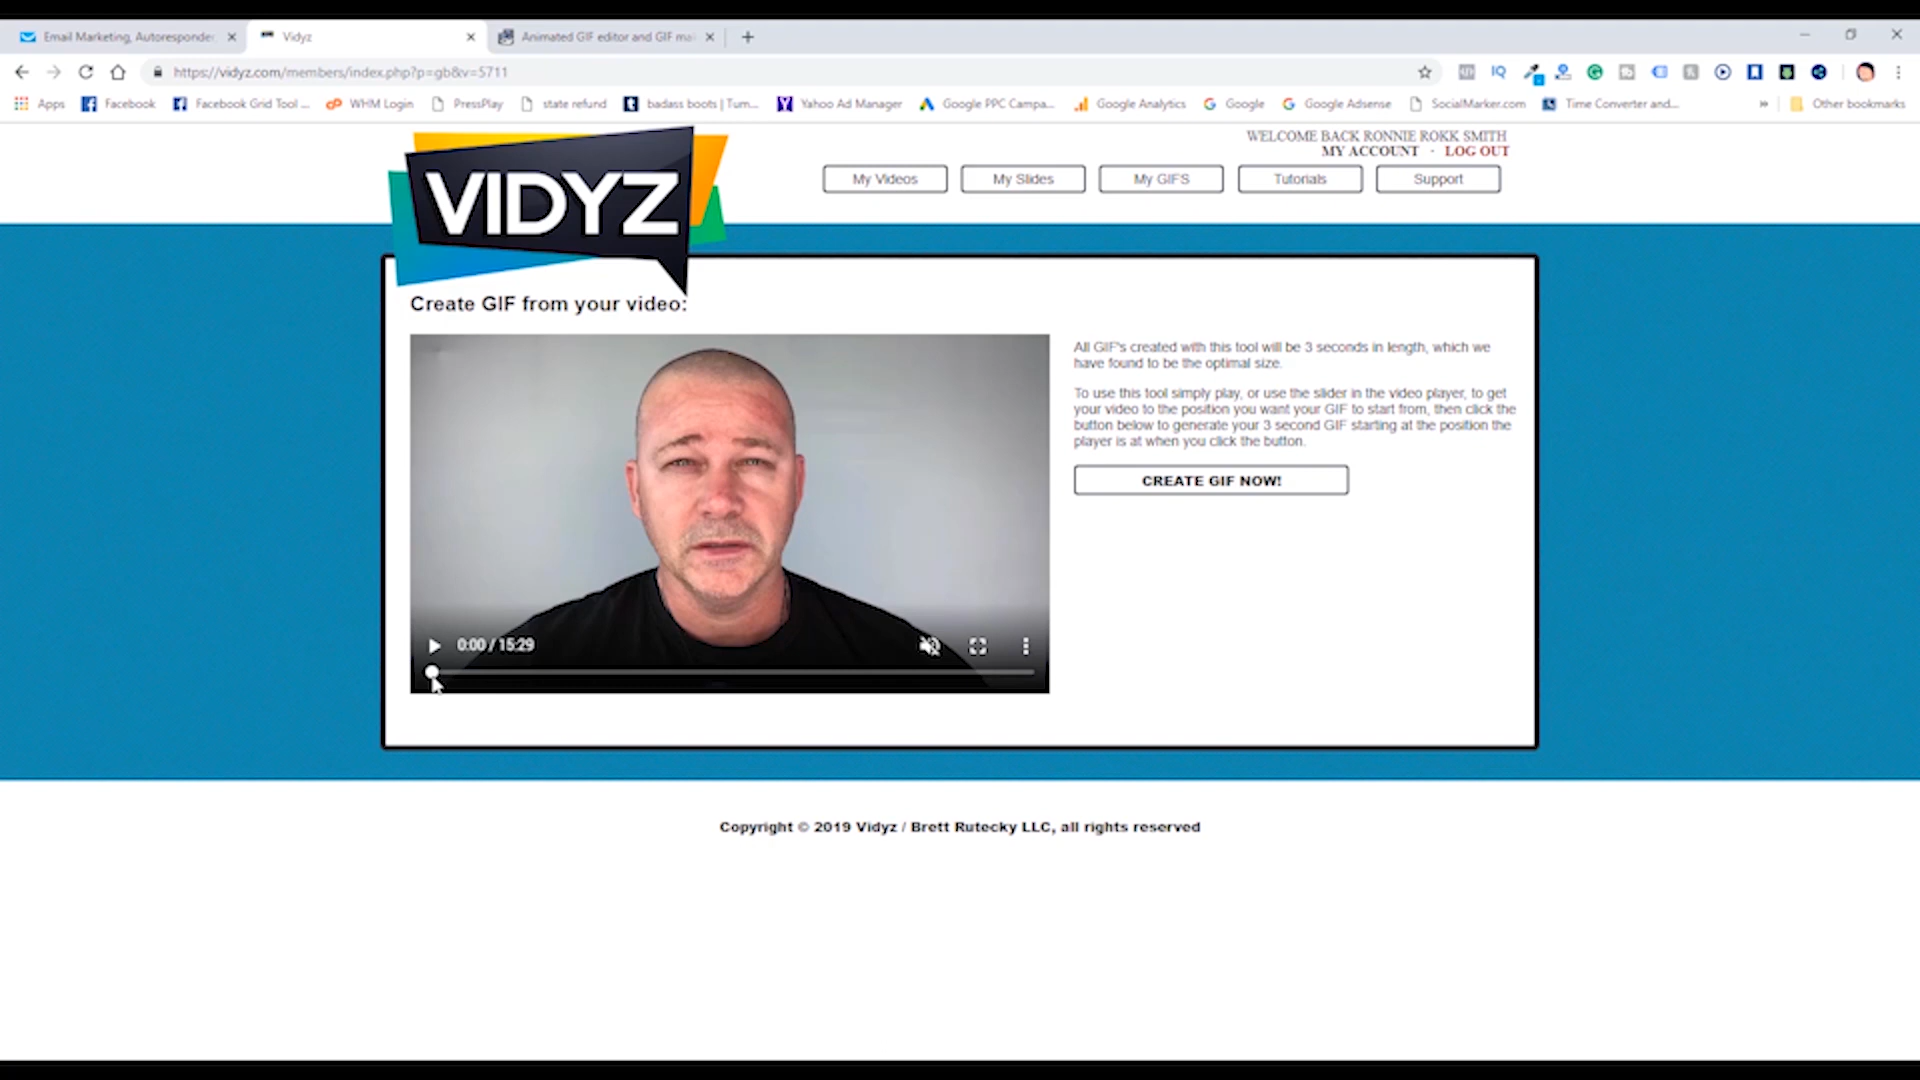 Email Marketing, Autoresponder
Vidyz
Animated GIF editor and GIF ma
https://vidyz.com/members/index.php?p=gb&v=5711
Apps
Facebook
Facebook Grid Tool ...
WHM Login
PressPlay
state refund
badass boots | Tum...
Yahoo Ad Manager
Google PPC Campa...
Google Analytics
Google
Google Adsense
SocialMarker.com
Time Converter and...
Other bookmarks
VIDYZ
WELCOME BACK RONNIE ROKK SMITH
MY ACCOUNT · LOG OUT
My Videos
My Slides
My GIFS
Tutorials
Support
Create GIF from your video:
All GIF's created with this tool will be 3 seconds in length, which we
have found to be the optimal size.
To use this tool simply play, or use the slider in the video player, to get
your video to the position you want your GIF to start from, then click the
button below to generate your 3 second GIF starting at the position the
player is at when you click the button.
CREATE GIF NOW!
0:00 / 15:29
Copyright © 2019 Vidyz / Brett Rutecky LLC, all rights reserved